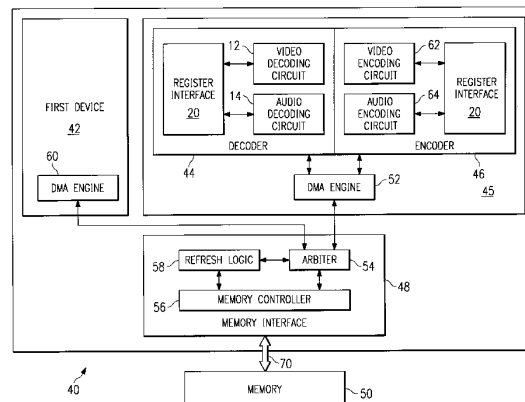 FIRST DEVICE
42
60
DMA ENGINE
12
VIDEO
DECODING
CIRCUIT
REGISTER
INTERFACE
20
14
AUDIO
DECODING
CIRCUIT
DECODER
44
62
VIDEO
ENCODING
CIRCUIT
64
AUDIO
ENCODING
CIRCUIT
REGISTER
INTERFACE
20
ENCODER
46
DMA ENGINE
52
45
58
REFRESH LOGIC
ARBITER
54
48
56
MEMORY CONTROLLER
MEMORY INTERFACE
70
40
MEMORY
50